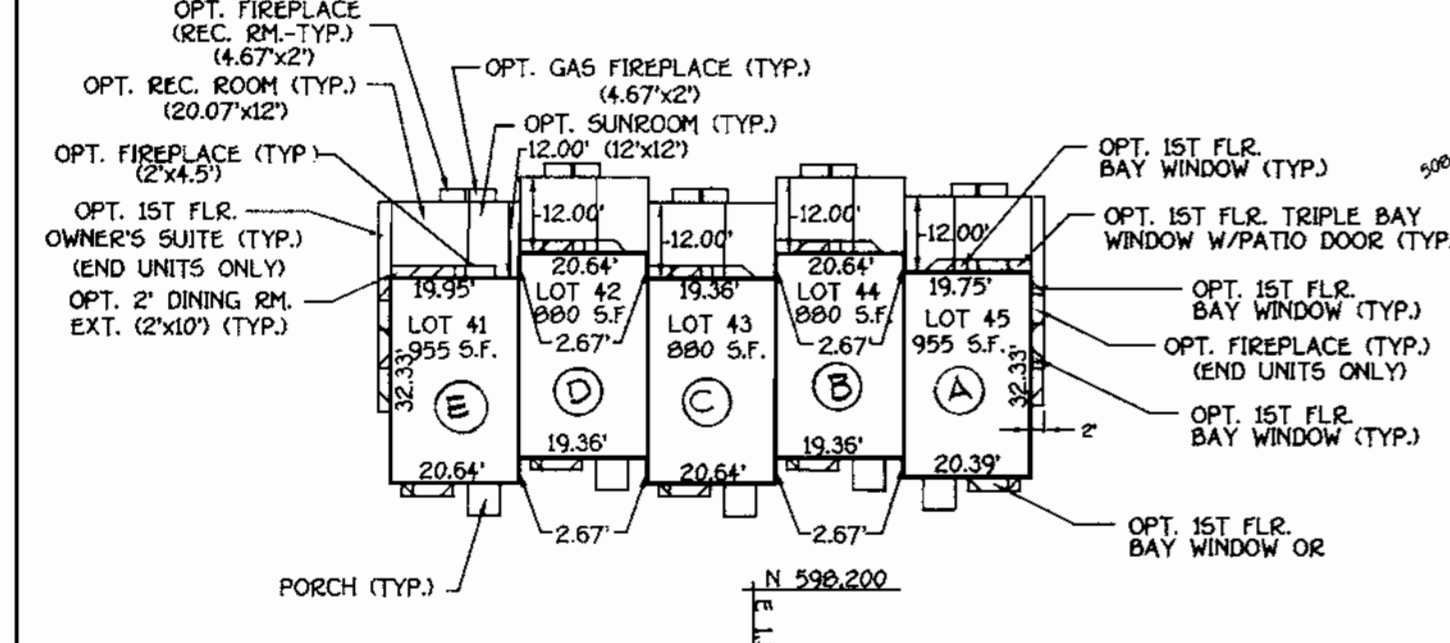 OPT. FIREPLACE
(REC. RM.-TYP.)
(4.67'x2')
OPT. REC. ROOM (TYP.)
(20.07'x12')
OPT. FIREPLACE (TYP)
(2'x4.5')
OPT. 1ST FLR.
OWNER'S SUITE (TYP.)
(END UNITS ONLY)
OPT. 2' DINING RM.
EXT. (2'x10') (TYP.)
OPT. GAS FIREPLACE (TYP.)
(4.67'x2')
OPT. SUNROOM (TYP.)
12.00' (12'x12')
12.00'
12.00'
12.00'
12.00'
19.95'
LOT 41
955 S.F.
32.33'
E
20.64'
20.64'
LOT 42
880 S.F.
2.67'
D
19.36'
19.36'
LOT 43
880 S.F.
C
20.64'
20.64'
LOT 44
880 S.F.
2.67'
B
19.36'
19.75'
LOT 45
955 S.F.
32.33'
A
20.39'
2.67'
2.67'
PORCH (TYP.)
OPT. 1ST FLR.
BAY WINDOW (TYP.)
508
OPT. 1ST FLR. TRIPLE BAY
WINDOW W/PATIO DOOR (TYP.
OPT. 1ST FLR.
BAY WINDOW (TYP.)
OPT. FIREPLACE (TYP.)
(END UNITS ONLY)
OPT. 1ST FLR.
BAY WINDOW (TYP.)
2'
OPT. 1ST FLR.
BAY WINDOW OR
N 598,200
E 1,